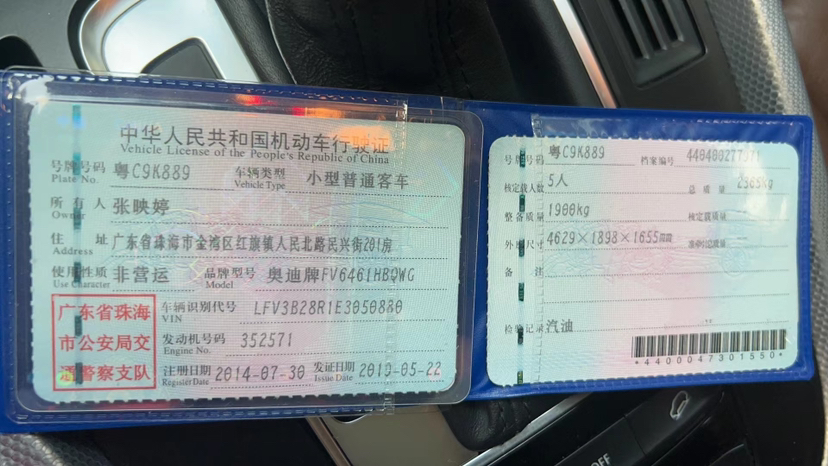 中华人民共和国机动车行驶证
Vehicle License of the People's Republic of China
号牌号码 粤C9K889 车辆类型 小型普通客车
Plate No. Vehicle Type
所有人 张映婷
Owner
住址 广东省珠海市金湾区红旗镇人民北路民兴街201房
Address
使用性质 非营运 品牌型号 奥迪牌FV6461HBQWG
Use Character Model
广东省珠海
市公安局交
通警察支队
车辆识别代号 LFV3B28R1E3050880
VIN
发动机号码 352571
Engine No.
注册日期 2014-07-30 发证日期 2019-05-22
Register Date Issue Date
号牌号码 粤C9K889 档案编号
核定载人数 5人 总质量 2365kg
整备质量 1900kg 核定载质量
外廓尺寸 4629×1898×1655
备注
检验记录 汽油
*4400047301550*
OFF